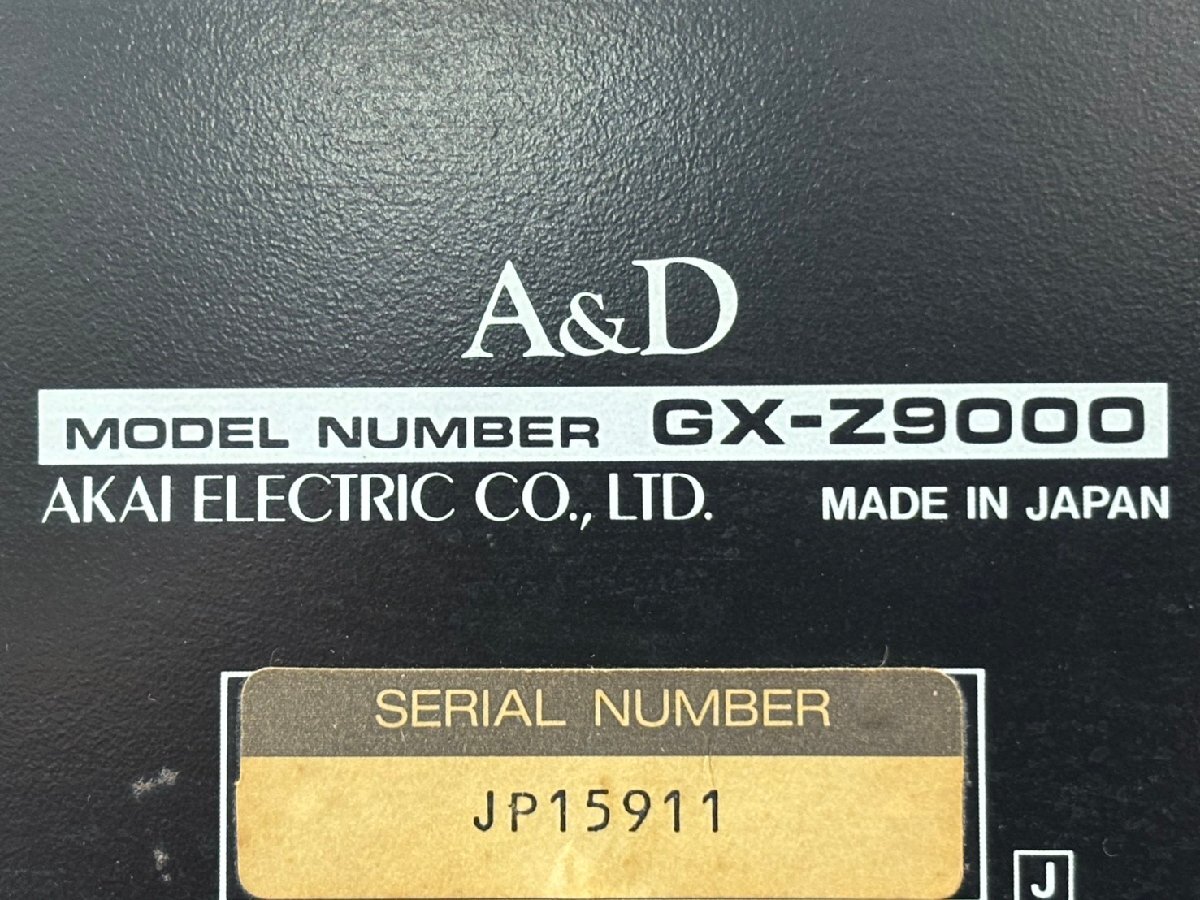 A&D
MODEL NUMBER GX-Z9000
AKAI ELECTRIC CO., LTD. MADE IN JAPAN
SERIAL NUMBER
JP15911
J